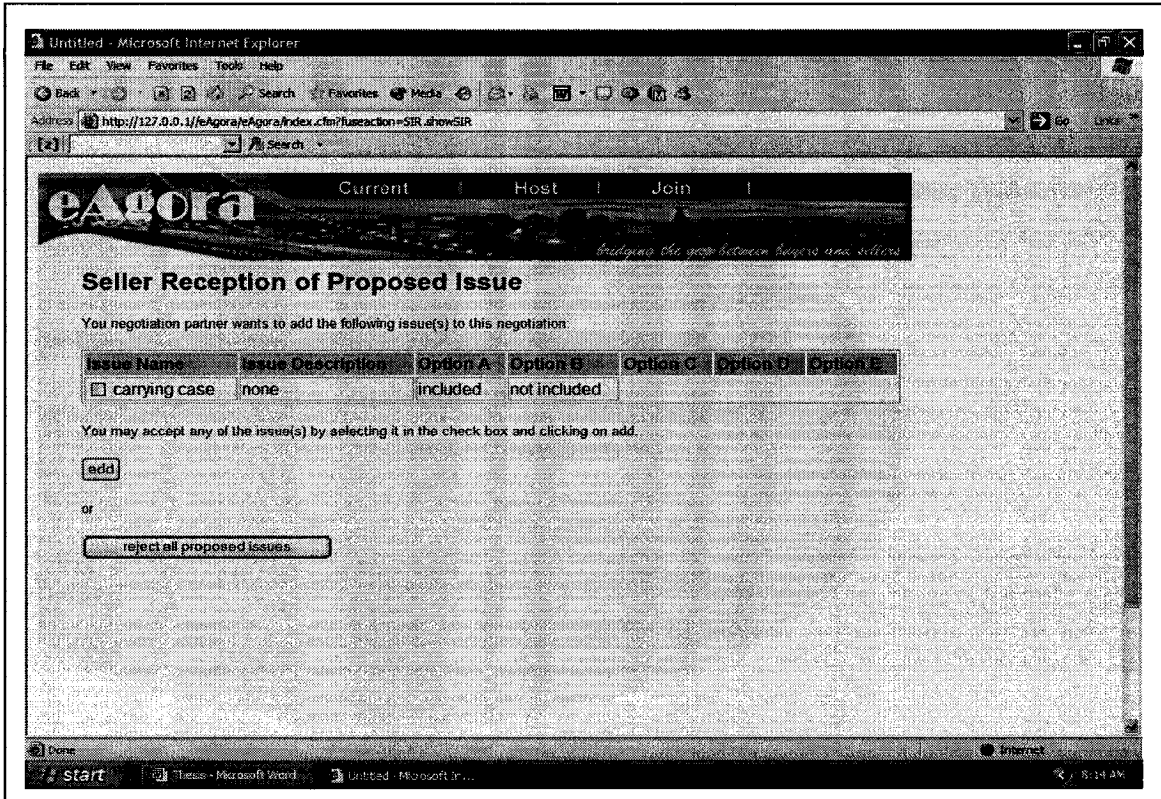 Untitled - Microsoft Internet Explorer
File Edit View Favorites Tools Help
Back Search Favorites Media
Address http://127.0.0.1//eAgora/eAgora/index.cfm?fuseaction=SIR.showSIR Go Links
Search
eAgora Current | Host | Join |
bridging the gap between buyers and sellers
Seller Reception of Proposed Issue
You negotiation partner wants to add the following issue(s) to this negotiation:
Issue Name Issue Description Option A Option B Option C Option D Option E
carrying case none included not included
You may accept any of the issue(s) by selecting it in the check box and clicking on add.
add
or
reject all proposed issues
Done Internet
start Thesis - Microsoft Word Untitled - Microsoft In... 8:14 AM